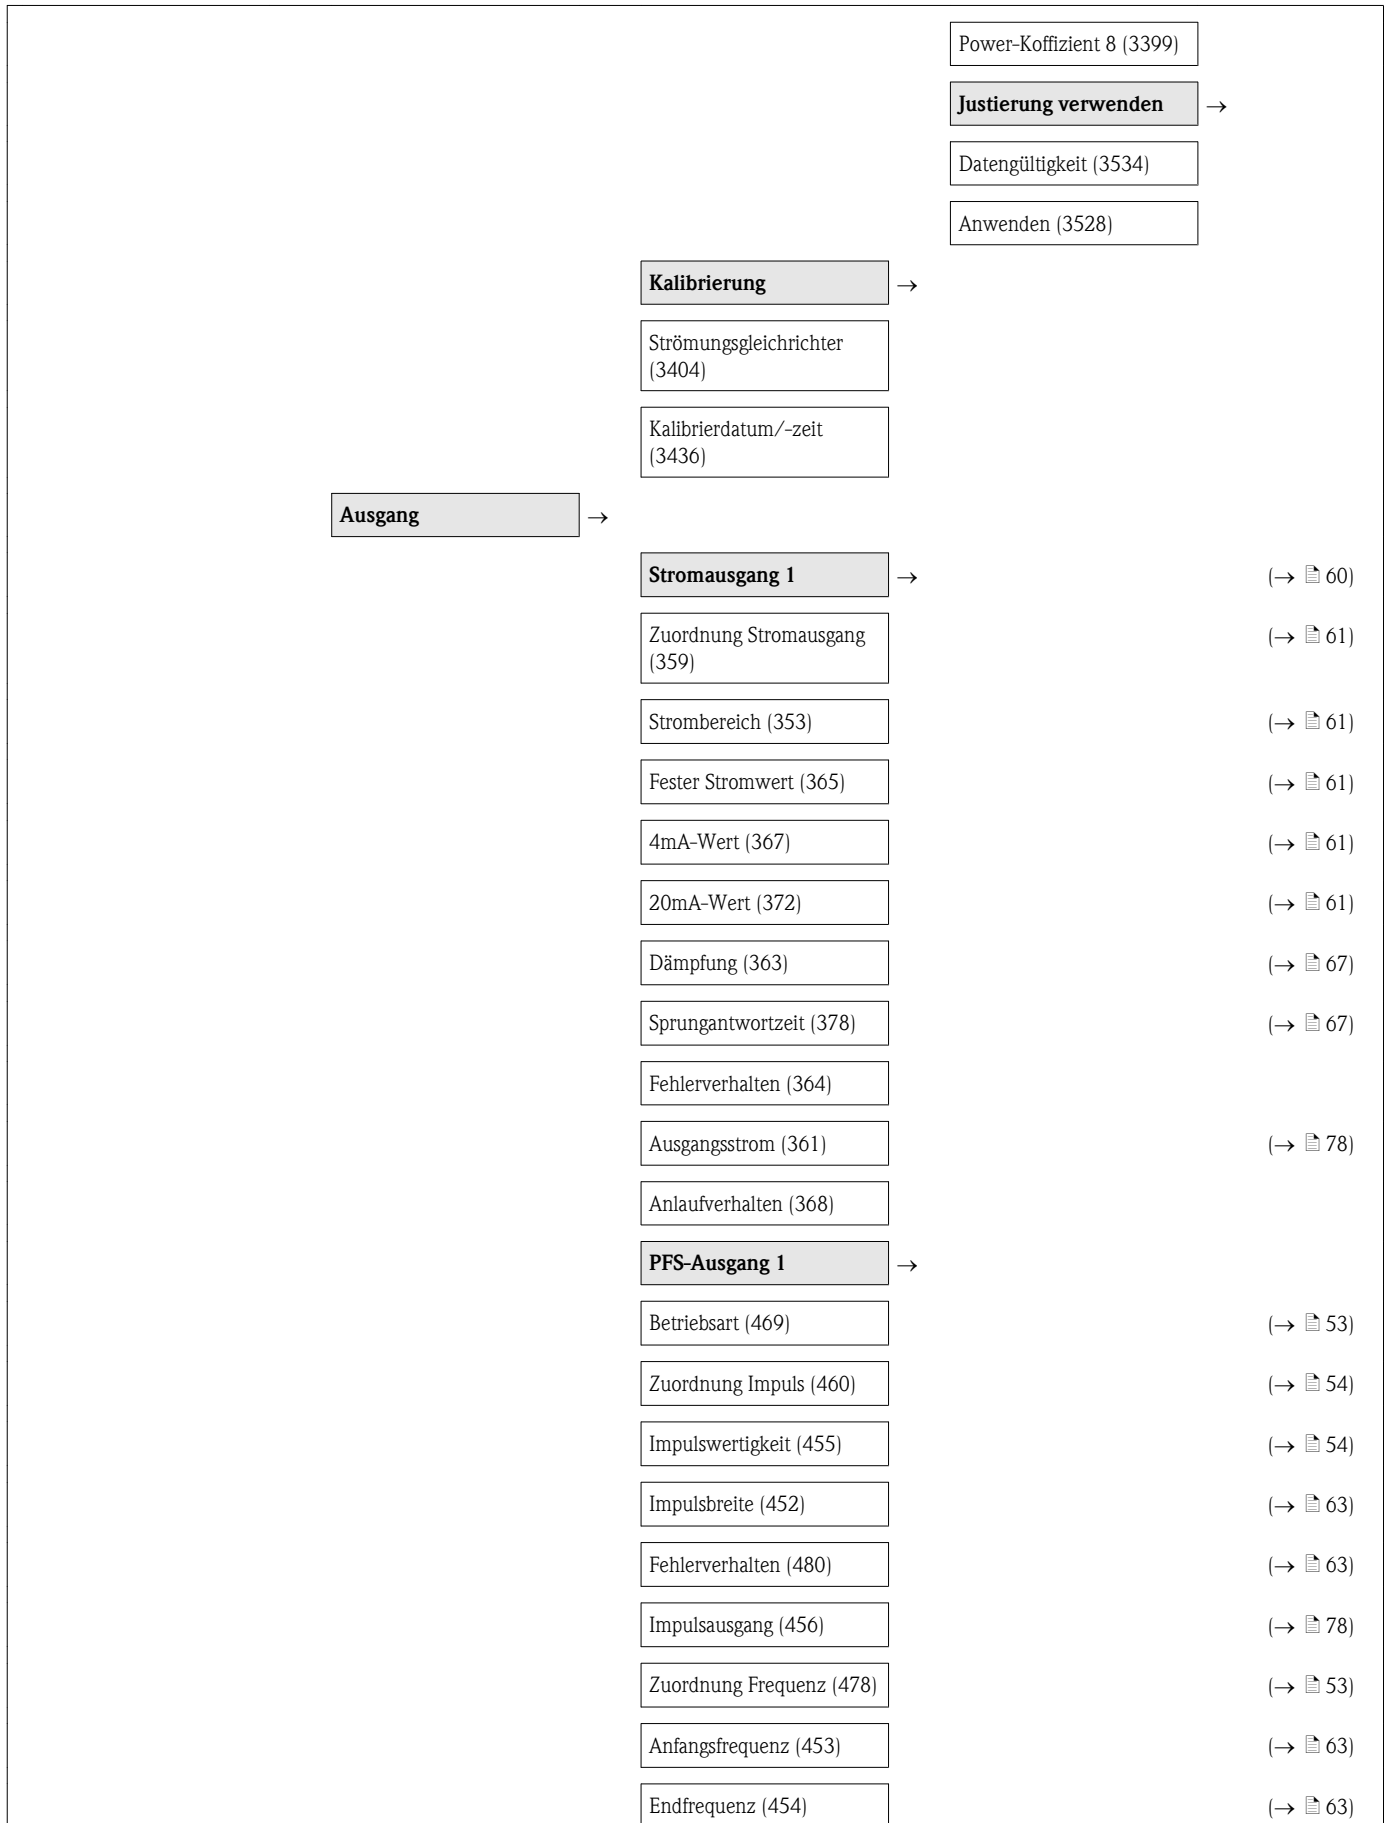 Power-Koffizient 8 (3399)
Justierung verwenden →
Datengültigkeit (3534)
Anwenden (3528)
Kalibrierung →
Strömungsgleichrichter
(3404)
Kalibrierdatum/-zeit
(3436)
Ausgang →
Stromausgang 1 → (→ 60)
Zuordnung Stromausgang (→ 61)
(359)
Strombereich (353) (→ 61)
Fester Stromwert (365) (→ 61)
4mA-Wert (367) (→ 61)
20mA-Wert (372) (→ 61)
Dämpfung (363) (→ 67)
Sprungantwortzeit (378) (→ 67)
Fehlerverhalten (364)
Ausgangsstrom (361) (→ 78)
Anlaufverhalten (368)
PFS-Ausgang 1 →
Betriebsart (469) (→ 53)
Zuordnung Impuls (460) (→ 54)
Impulswertigkeit (455) (→ 54)
Impulsbreite (452) (→ 63)
Fehlerverhalten (480) (→ 63)
Impulsausgang (456) (→ 78)
Zuordnung Frequenz (478) (→ 53)
Anfangsfrequenz (453) (→ 63)
Endfrequenz (454) (→ 63)